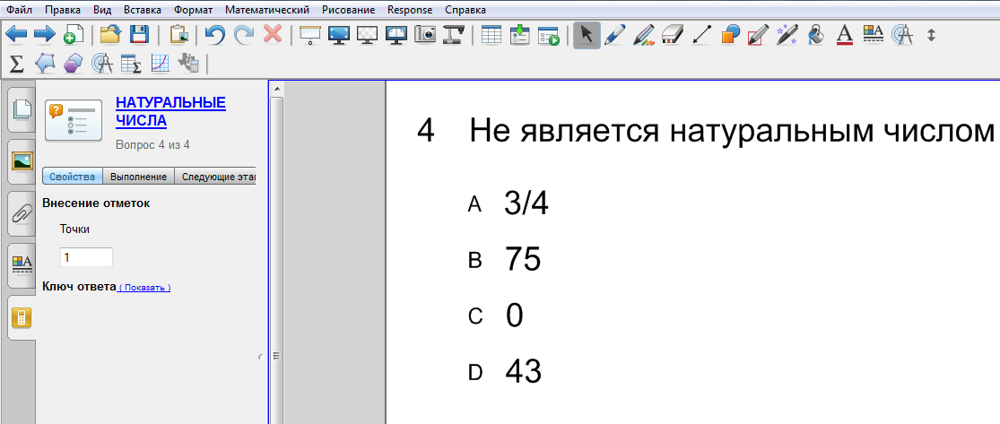 Файл Правка Вид Вставка Формат Математический Рисование Response Справка
НАТУРАЛЬНЫЕ
ЧИСЛА
Вопрос 4 из 4
Свойства Выполнение Следующие эта
Внесение отметок
Точки
1
Ключ ответа ( Показать )
4 Не является натуральным числом
A 3/4
B 75
C 0
D 43